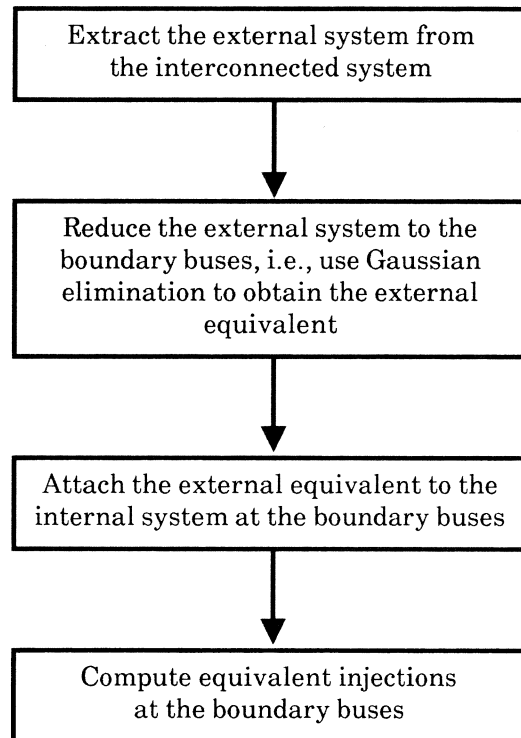 Extract the external system from
the interconnected system
Reduce the external system to the
boundary buses, i.e., use Gaussian
elimination to obtain the external
equivalent
Attach the external equivalent to the
internal system at the boundary buses
Compute equivalent injections
at the boundary buses